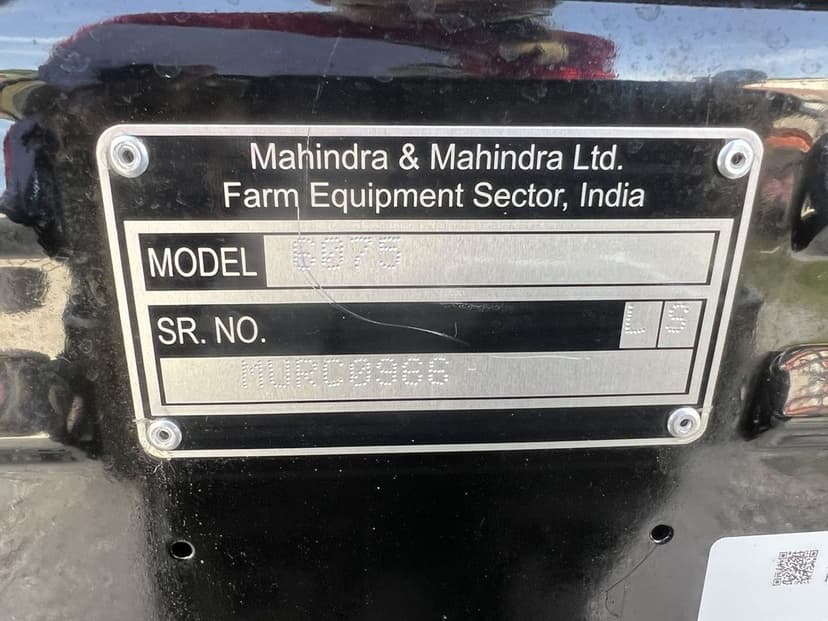 Mahindra & Mahindra Ltd.
Farm Equipment Sector, India
MODEL 6075
SR. NO. L S
MURC0966